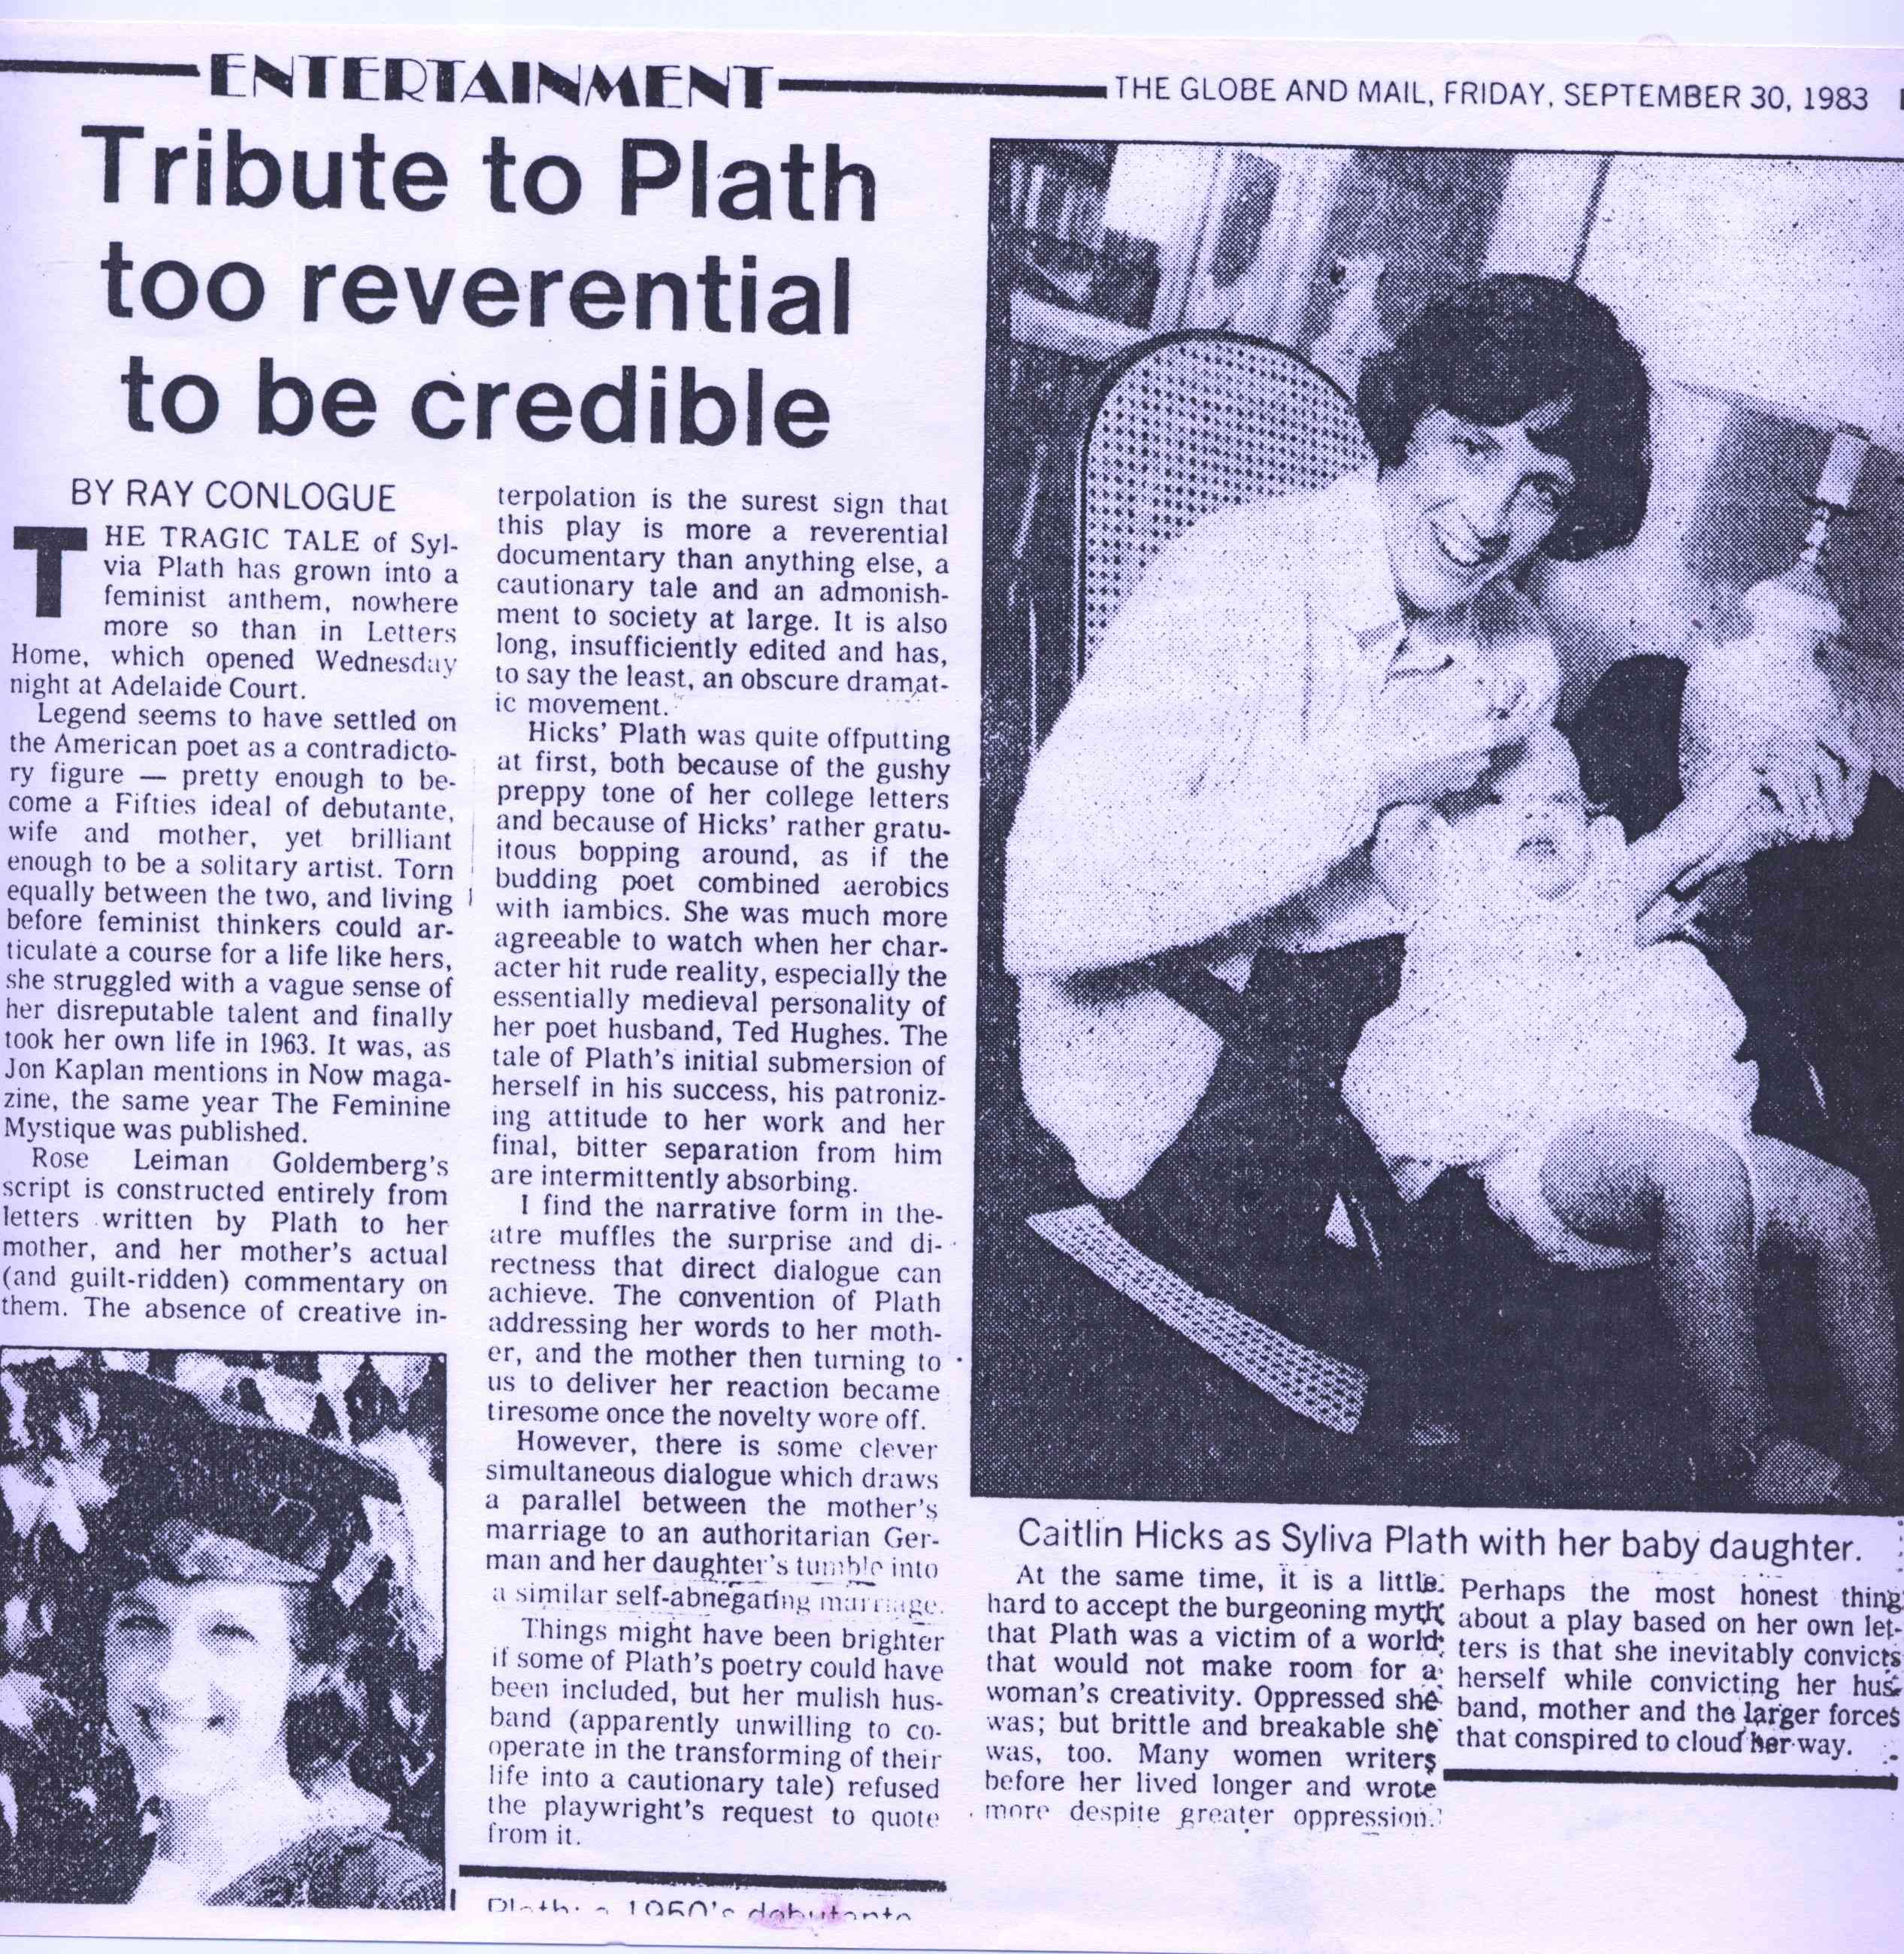 ENTERTAINMENT
THE GLOBE AND MAIL, FRIDAY, SEPTEMBER 30, 1983
Tribute to Plath
too reverential
to be credible
BY RAY CONLOGUE
THE TRAGIC TALE of Syl-
via Plath has grown into a
feminist anthem, nowhere
more so than in Letters
Home, which opened Wednesday
night at Adelaide Court.
Legend seems to have settled on
the American poet as a contradicto-
ry figure — pretty enough to be-
come a Fifties ideal of debutante,
wife and mother, yet brilliant
enough to be a solitary artist. Torn
equally between the two, and living
before feminist thinkers could ar-
ticulate a course for a life like hers,
she struggled with a vague sense of
her disreputable talent and finally
took her own life in 1963. It was, as
Jon Kaplan mentions in Now maga-
zine, the same year The Feminine
Mystique was published.
Rose Leiman Goldemberg's
script is constructed entirely from
letters written by Plath to her
mother, and her mother's actual
(and guilt-ridden) commentary on
them. The absence of creative in-
terpolation is the surest sign that
this play is more a reverential
documentary than anything else, a
cautionary tale and an admonish-
ment to society at large. It is also
long, insufficiently edited and has,
to say the least, an obscure dramat-
ic movement.
Hicks' Plath was quite offputting
at first, both because of the gushy
preppy tone of her college letters
and because of Hicks' rather gratu-
itous bopping around, as if the
budding poet combined aerobics
with iambics. She was much more
agreeable to watch when her char-
acter hit rude reality, especially the
essentially medieval personality of
her poet husband, Ted Hughes. The
tale of Plath's initial submersion of
herself in his success, his patroniz-
ing attitude to her work and her
final, bitter separation from him
are intermittently absorbing.
I find the narrative form in the-
atre muffles the surprise and di-
rectness that direct dialogue can
achieve. The convention of Plath
addressing her words to her moth-
er, and the mother then turning to
us to deliver her reaction became
tiresome once the novelty wore off.
However, there is some clever
simultaneous dialogue which draws
a parallel between the mother's
marriage to an authoritarian Ger-
man and her daughter's tumble into
a similar self-abnegating marriage.
Things might have been brighter
if some of Plath's poetry could have
been included, but her mulish hus-
band (apparently unwilling to co-
operate in the transforming of their
life into a cautionary tale) refused
the playwright's request to quote
from it.
Plath: a 1950's debutante
Caitlin Hicks as Syliva Plath with her baby daughter.
At the same time, it is a little
hard to accept the burgeoning myth
that Plath was a victim of a world
that would not make room for a
woman's creativity. Oppressed she
was; but brittle and breakable she
was, too. Many women writers
before her lived longer and wrote
more despite greater oppression.
Perhaps the most honest thing
about a play based on her own let-
ters is that she inevitably convicts
herself while convicting her hus-
band, mother and the larger forces
that conspired to cloud her way.